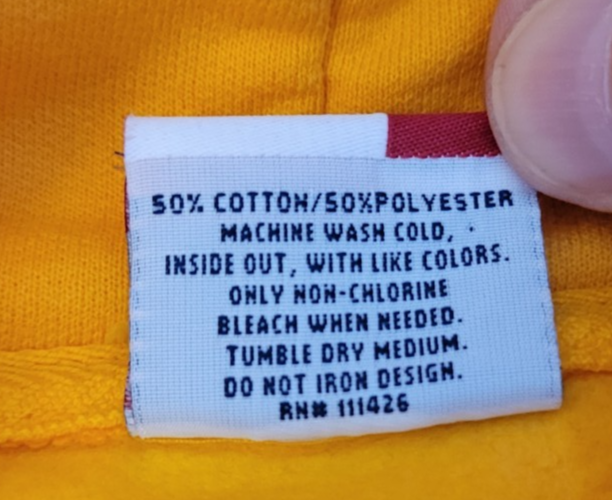 50% COTTON/50%POLYESTER
MACHINE WASH COLD,
INSIDE OUT, WITH LIKE COLORS.
ONLY NON-CHLORINE
BLEACH WHEN NEEDED.
TUMBLE DRY MEDIUM.
DO NOT IRON DESIGN.
RN# 111426